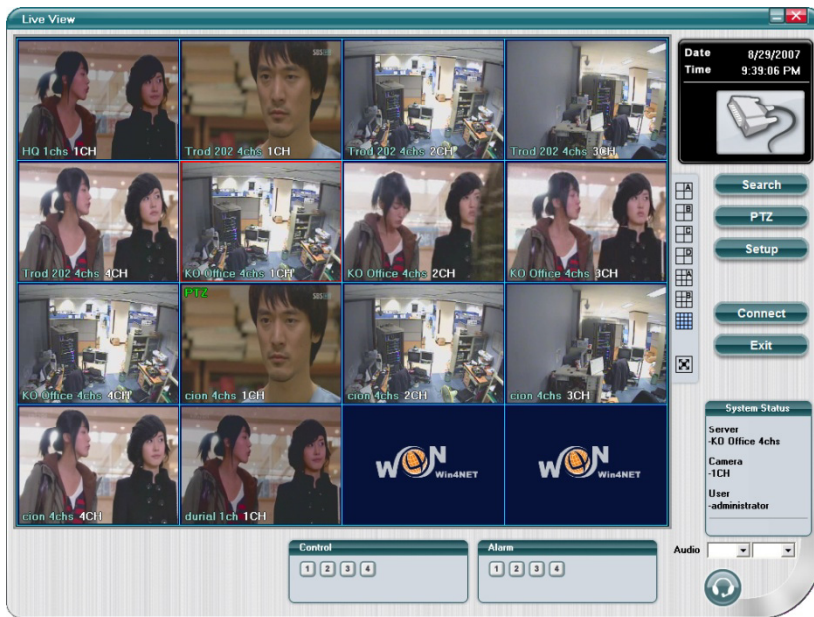 Live View
SBS
HQ 1chs 1CH
Trod 202 4chs 1CH
Trod 202 4chs 2CH
Trod 202 4chs 3CH
Trod 202 4chs 4CH
KO Office 4chs 1CH
KO Office 4chs 2CH
KO Office 4chs 3CH
PTZ
SBS
KO Office 4chs 4CH
cion 4chs 1CH
cion 4chs 2CH
cion 4chs 3CH
WON Win4NET
WON Win4NET
cion 4chs 4CH
durial 1ch 1CH
Date 8/29/2007
Time 9:39:06 PM
A
B
C
D
A
B
Search
PTZ
Setup
Connect
Exit
System Status
Server
-KO Office 4chs
Camera
-1CH
User
-administrator
Control
1 2 3 4
Alarm
1 2 3 4
Audio